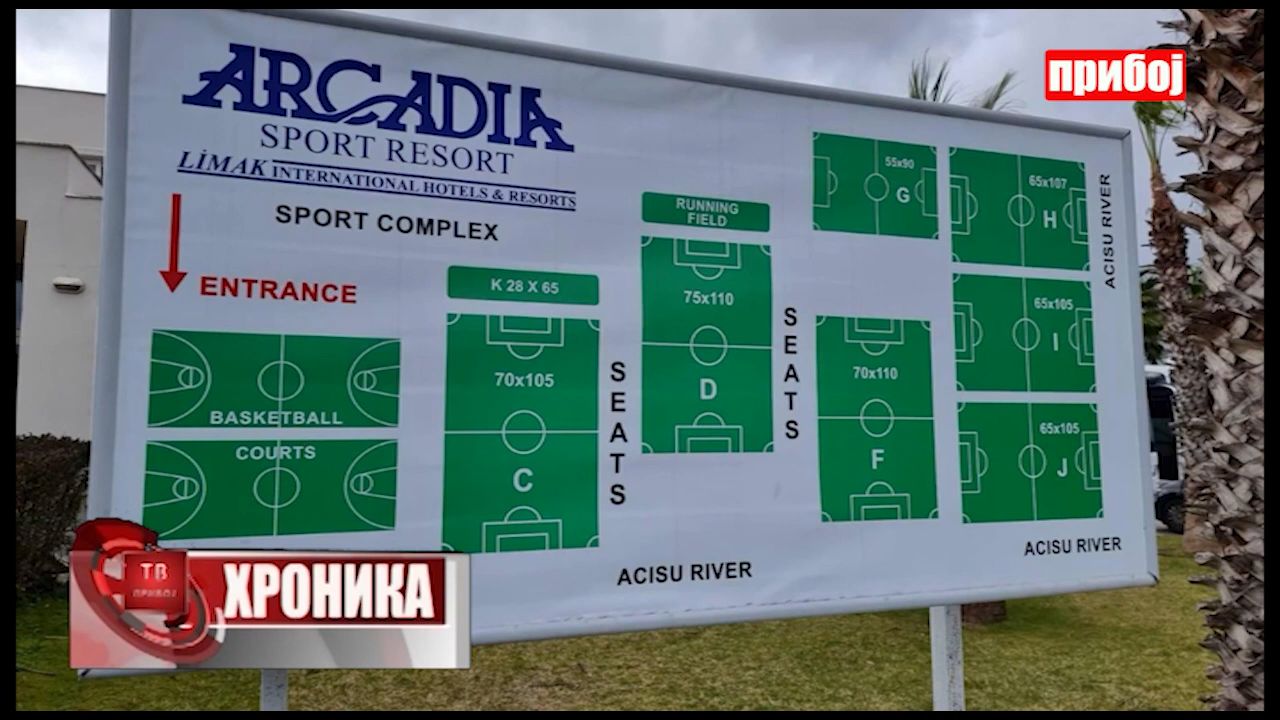 прибој
ARCADIA
SPORT RESORT
LİMAK INTERNATIONAL HOTELS & RESORTS
SPORT COMPLEX
ENTRANCE
BASKETBALL
COURTS
K 28 X 65
70x105
C
SEATS
RUNNING
FIELD
75x110
D
SEATS
70x110
F
55x90
G
65x107
H
65x105
I
65x105
J
ACISU RIVER
ACISU RIVER
ACISU RIVER
ТВ
ПРИБОЈ
ХРОНИКА